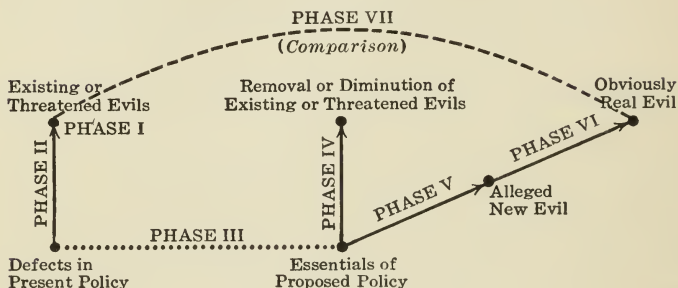 PHASE VII
(Comparison)
Existing or
Threatened Evils
PHASE I
Removal or Diminution of
Existing or Threatened Evils
Obviously
Real Evil
PHASE II
PHASE IV
PHASE VI
PHASE V
Alleged
New Evil
PHASE III
Defects in
Present Policy
Essentials of
Proposed Policy